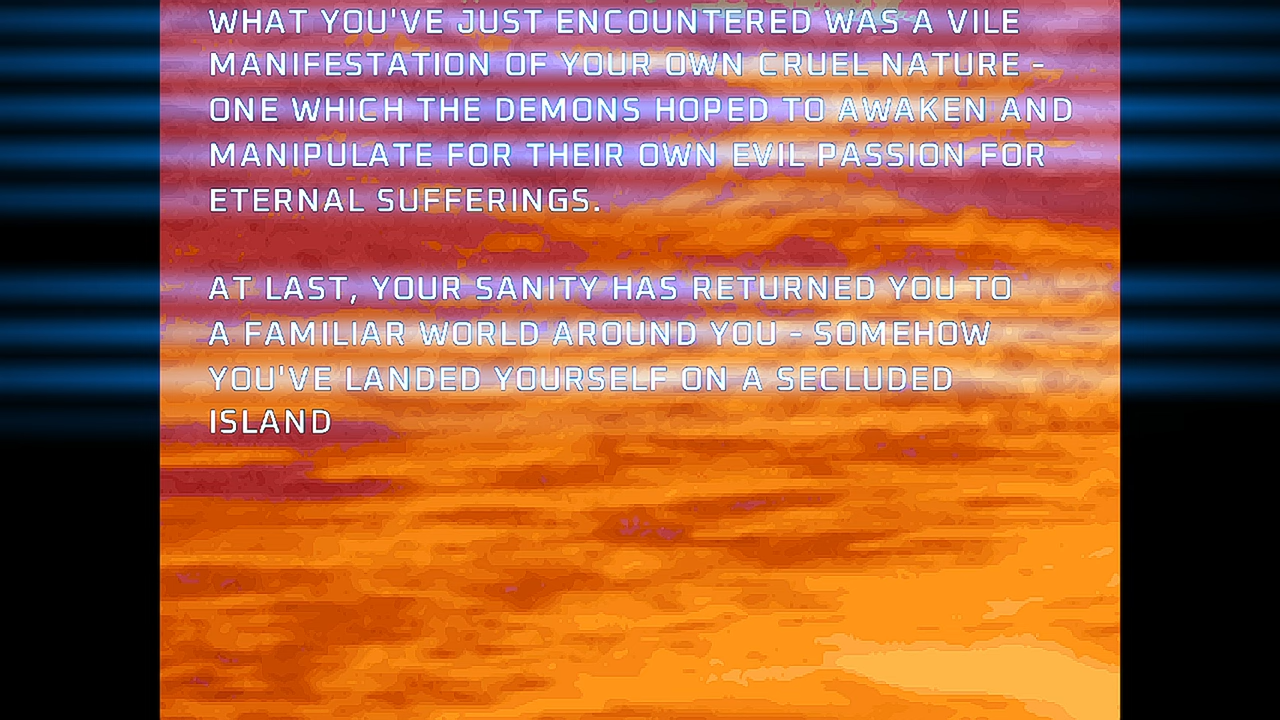 WHAT YOU'VE JUST ENCOUNTERED WAS A VILE
MANIFESTATION OF YOUR OWN CRUEL NATURE -
ONE WHICH THE DEMONS HOPED TO AWAKEN AND
MANIPULATE FOR THEIR OWN EVIL PASSION FOR
ETERNAL SUFFERINGS.
AT LAST, YOUR SANITY HAS RETURNED YOU TO
A FAMILIAR WORLD AROUND YOU - SOMEHOW
YOU'VE LANDED YOURSELF ON A SECLUDED
ISLAND